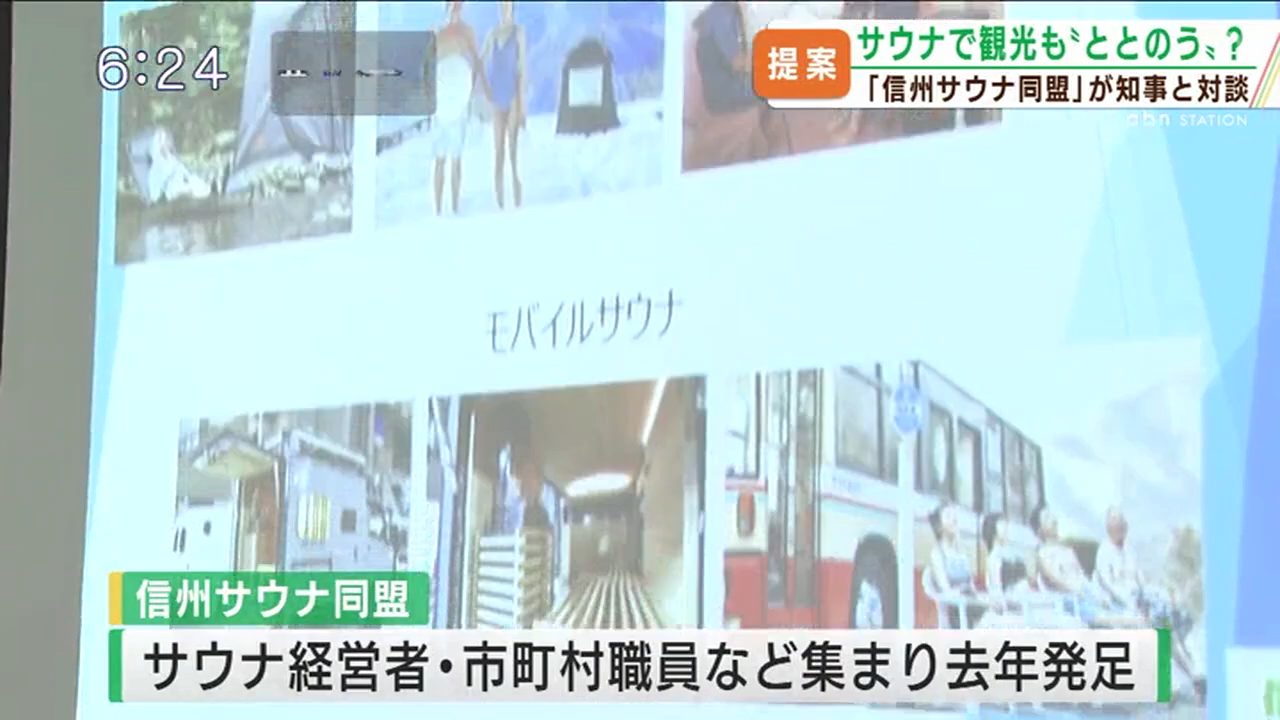 6:24
提案
サウナで観光も〝ととのう〟?
「信州サウナ同盟」が知事と対談
abn STATION
モバイルサウナ
信州サウナ同盟
サウナ経営者・市町村職員など集まり去年発足